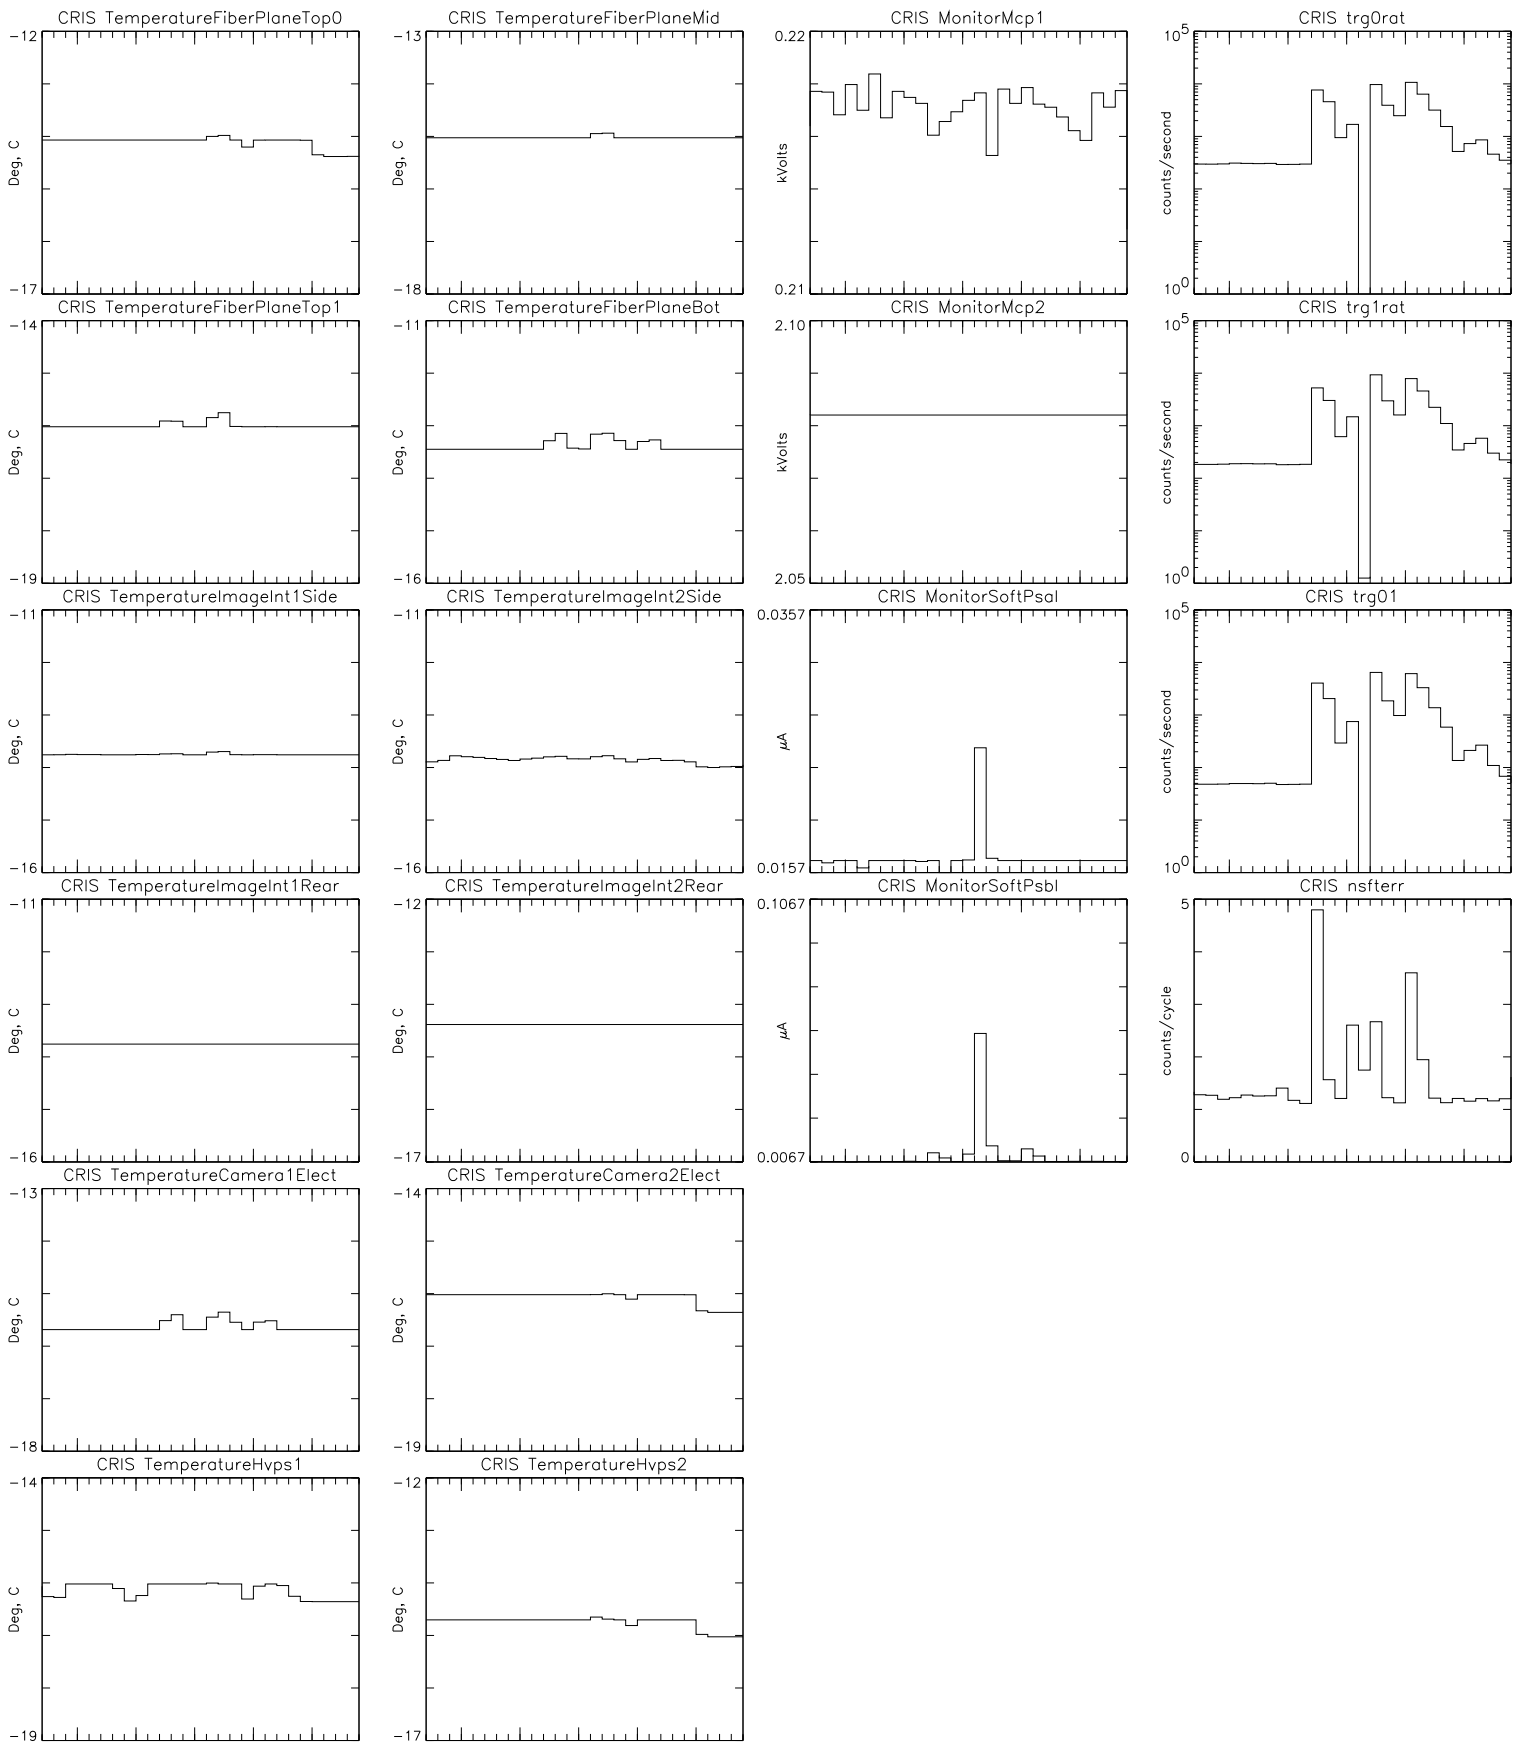 CRIS TemperatureFiberPlaneTop0
CRIS TemperatureFiberPlaneMid
CRIS MonitorMcp1
CRIS trg0rat
-12
-17
Deg, C
-13
-18
Deg, C
0.22
0.21
kVolts
10^5
10^0
counts/second
CRIS TemperatureFiberPlaneTop1
CRIS TemperatureFiberPlaneBot
CRIS MonitorMcp2
CRIS trg1rat
-14
-19
Deg, C
-11
-16
Deg, C
2.10
2.05
kVolts
10^5
10^0
counts/second
CRIS TemperatureImageInt1Side
CRIS TemperatureImageInt2Side
CRIS MonitorSoftPsaI
CRIS trg01
-11
-16
Deg, C
-11
-16
Deg, C
0.0357
0.0157
μA
10^5
10^0
counts/second
CRIS TemperatureImageInt1Rear
CRIS TemperatureImageInt2Rear
CRIS MonitorSoftPsbI
CRIS nsfterr
-11
-16
Deg, C
-12
-17
Deg, C
0.1067
0.0067
μA
5
0
counts/cycle
CRIS TemperatureCamera1Elect
CRIS TemperatureCamera2Elect
-13
-18
Deg, C
-14
-19
Deg, C
CRIS TemperatureHvps1
CRIS TemperatureHvps2
-14
-19
Deg, C
-12
-17
Deg, C